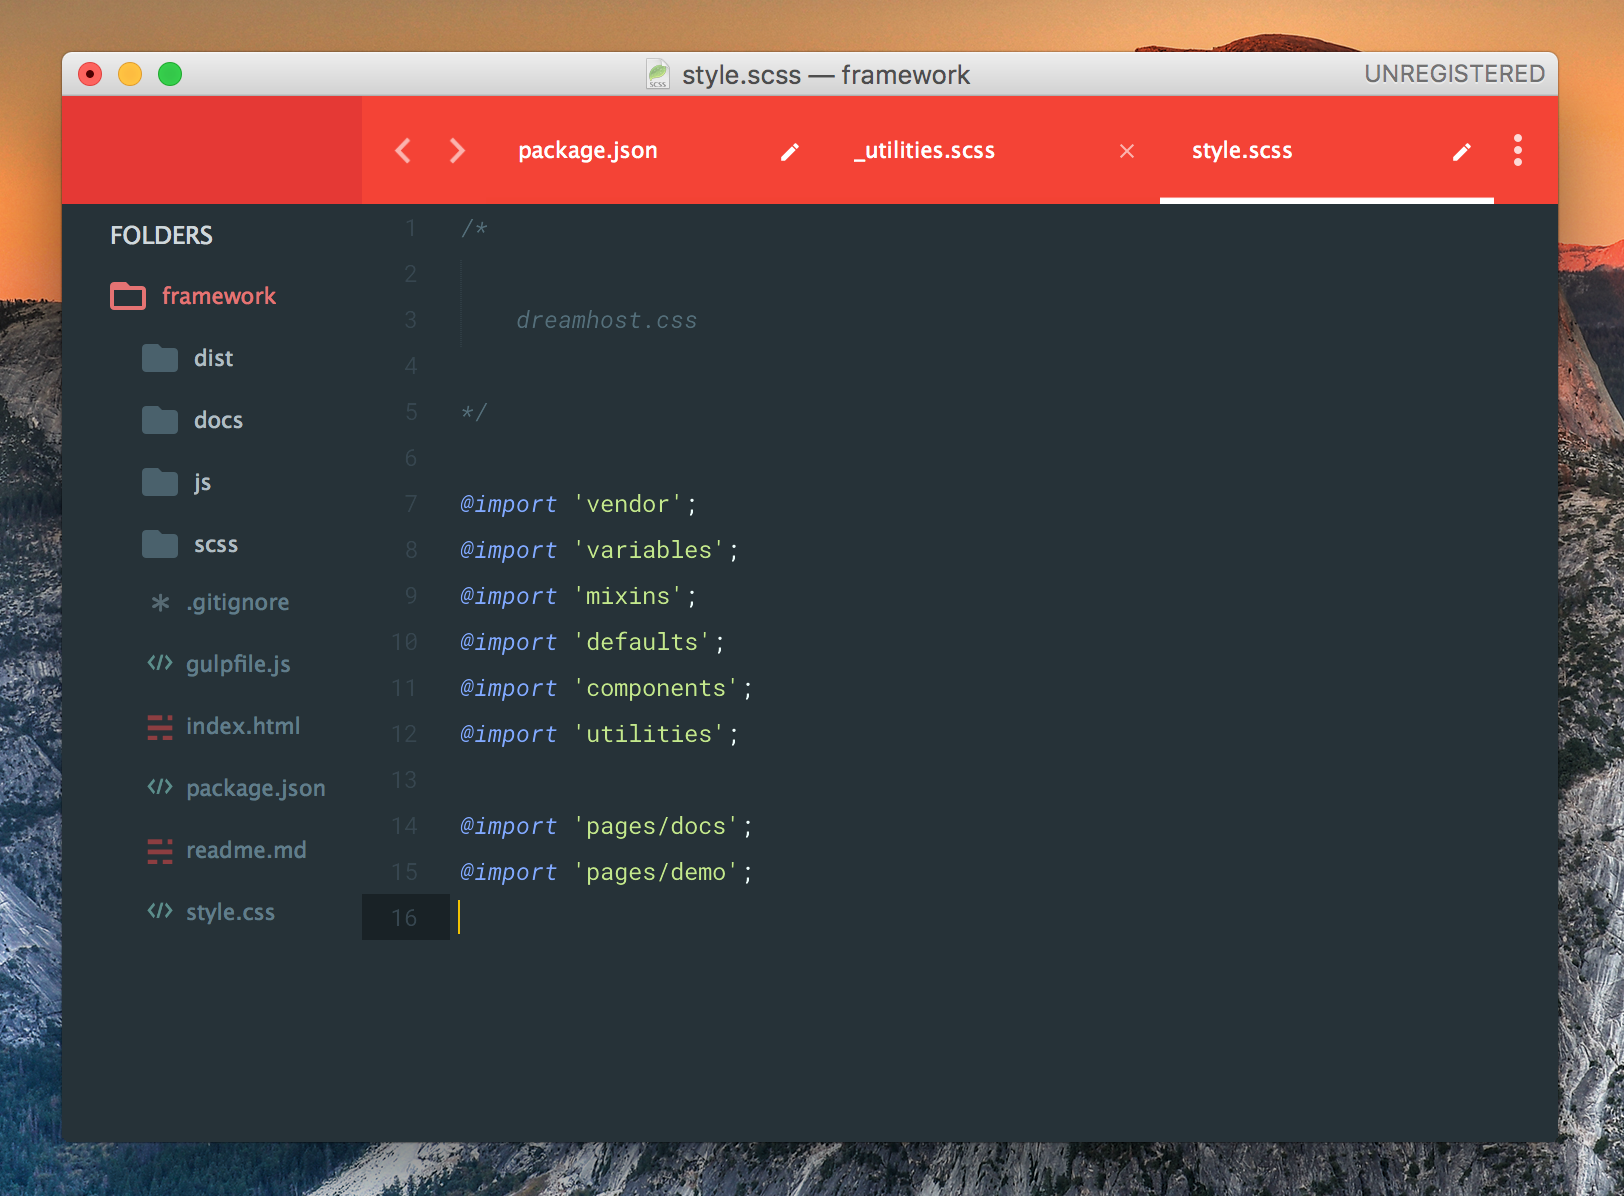 style.scss — framework
UNREGISTERED
package.json
_utilities.scss
style.scss
FOLDERS
framework
dist
docs
js
scss
.gitignore
gulpfile.js
index.html
package.json
readme.md
style.css
1 /*
2
3 dreamhost.css
4
5 */
6
7 @import 'vendor';
8 @import 'variables';
9 @import 'mixins';
10 @import 'defaults';
11 @import 'components';
12 @import 'utilities';
13
14 @import 'pages/docs';
15 @import 'pages/demo';
16